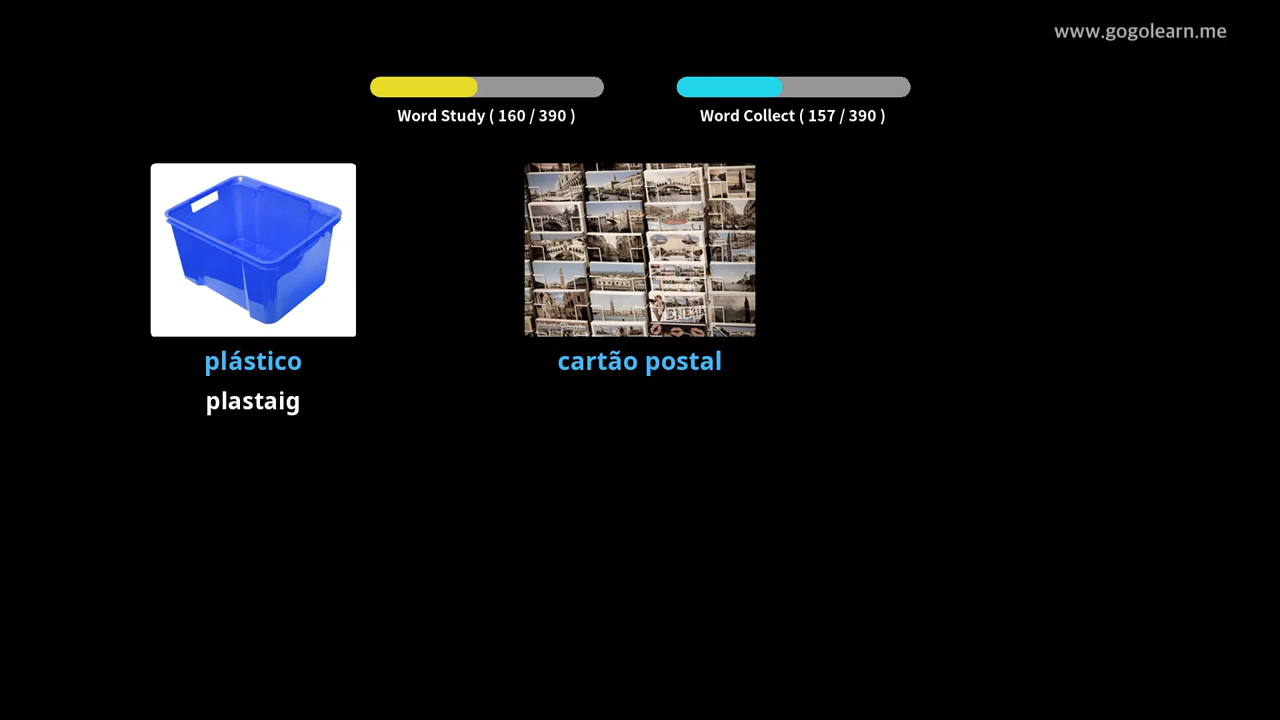 www.gogolearn.me
Word Study ( 160 / 390 )
Word Collect ( 157 / 390 )
plástico
plastaig
cartão postal